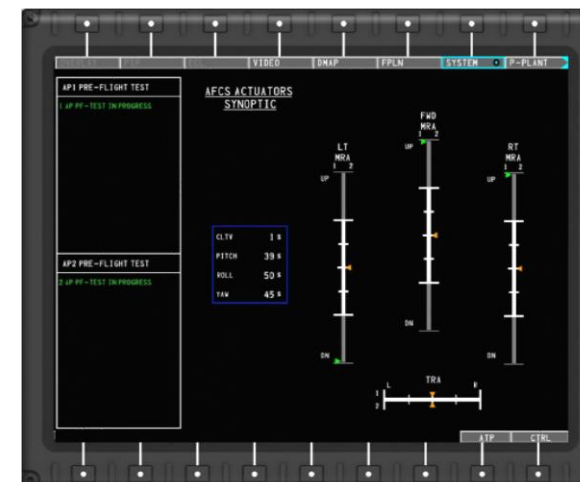 OVERLAY PIP VIDEO DMAP FPLN SYSTEM P-PLANT
AP1 PRE-FLIGHT TEST
1 AP PF-TEST IN PROGRESS
AP2 PRE-FLIGHT TEST
2 AP PF-TEST IN PROGRESS
AFCS ACTUATORS
SYNOPTIC
CLTV 1 %
PITCH 39 %
ROLL 50 %
YAW 45 %
LT
MRA
1 2
UP
DN
FWD
MRA
1 2
UP
DN
RT
MRA
1 2
UP
DN
TRA
L R
1
2
ATP CTRL